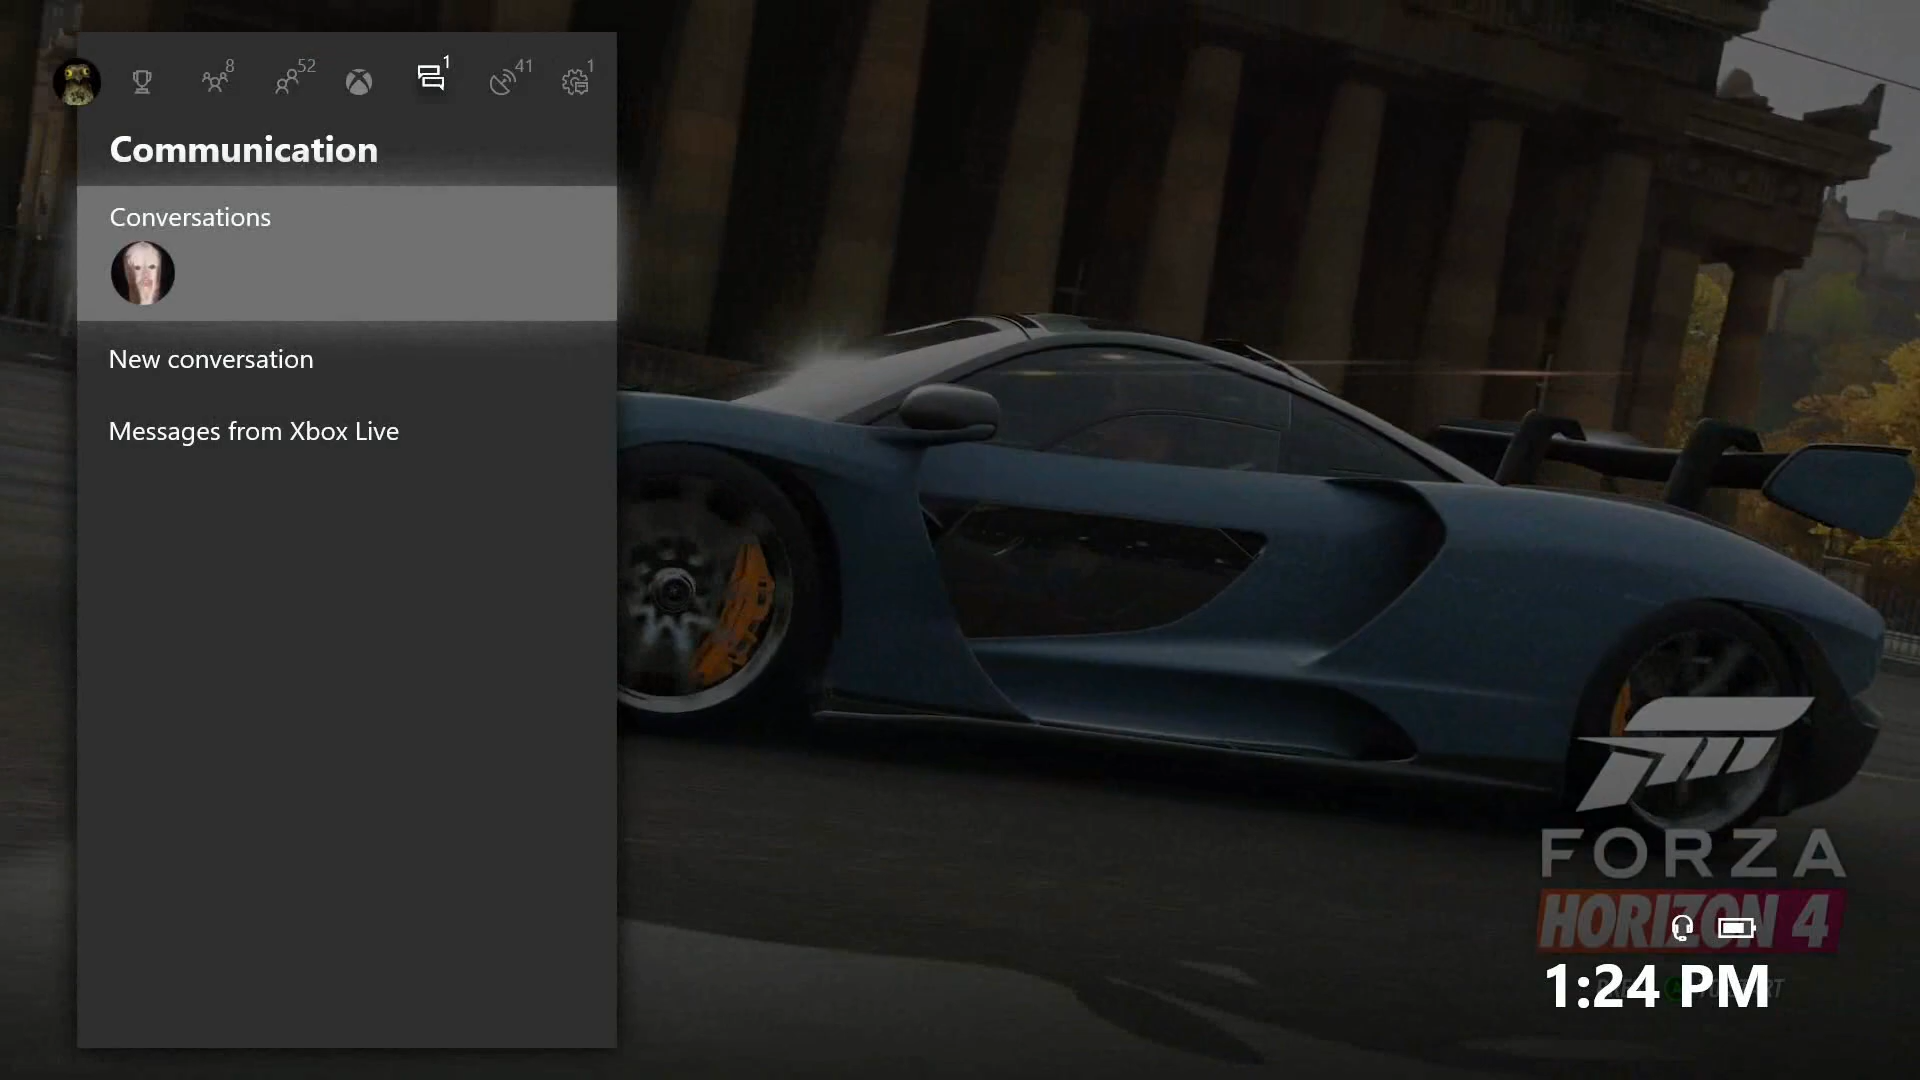 8
52
1
41
1
Communication
Conversations
New conversation
Messages from Xbox Live
FORZA
HORIZON 4
1:24 PM